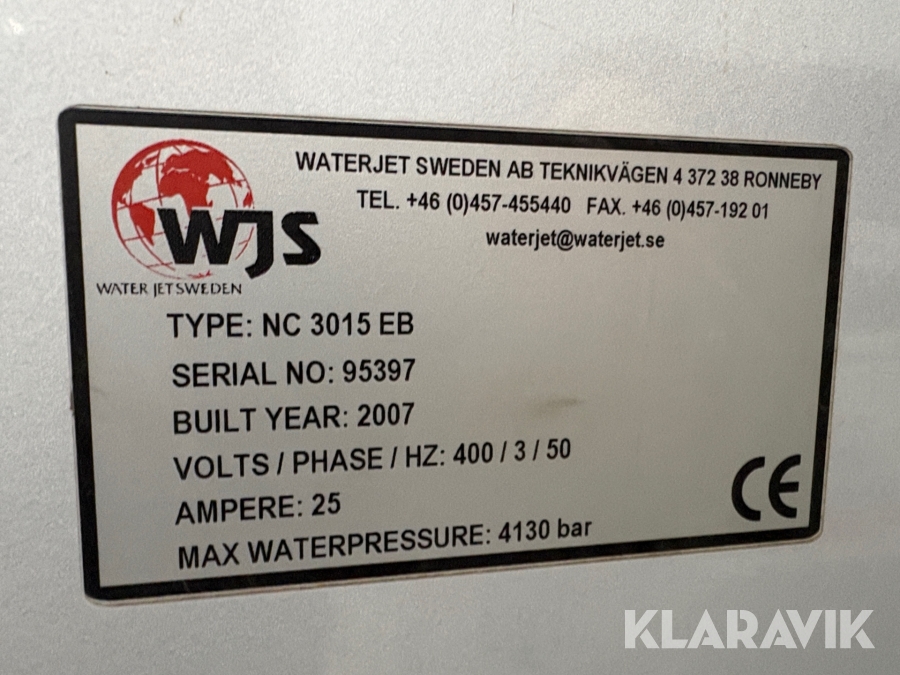 WATERJET SWEDEN AB TEKNIKVÄGEN 4 372 38 RONNEBY
TEL. +46 (0)457-455440 FAX. +46 (0)457-192 01
waterjet@waterjet.se
WJS
WATER JET SWEDEN
TYPE: NC 3015 EB
SERIAL NO: 95397
BUILT YEAR: 2007
VOLTS / PHASE / HZ: 400 / 3 / 50
AMPERE: 25
MAX WATERPRESSURE: 4130 bar
CE
KLARAVIK